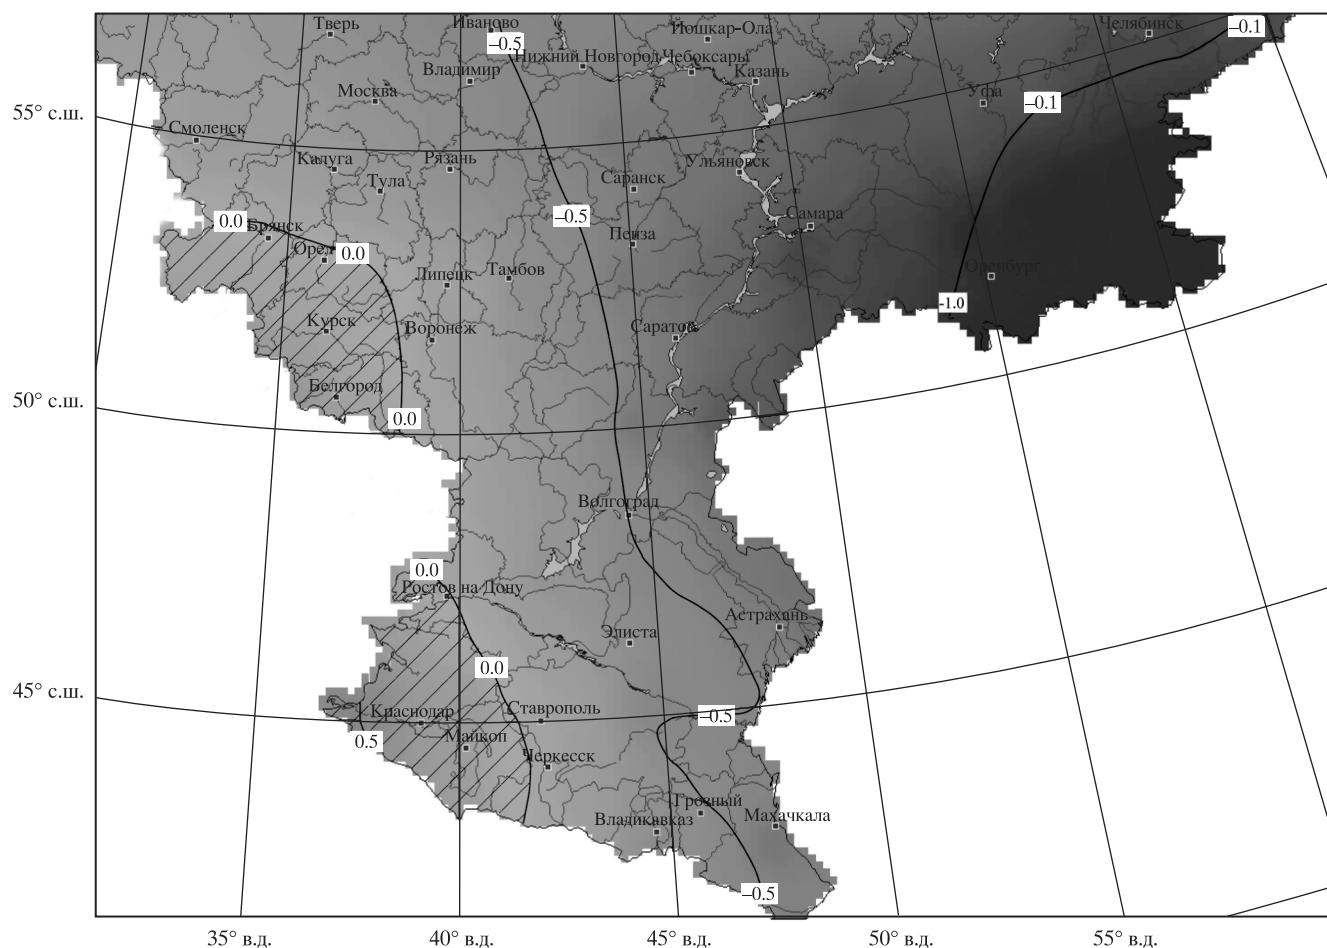 Тверь
Иваново
Йошкар-Ола
Челябинск
–0.1
–0.5
Нижний Новгород
Чебоксары
Владимир
Казань
Москва
Уфа
–0.1
55° с.ш.
Смоленск
Калуга
Рязань
Ульяновск
Тула
Саранск
0.0
Брянск
–0.5
Самара
Орел
0.0
Пенза
Липецк
Тамбов
Оренбург
-1.0
Курск
Воронеж
Саратов
Белгород
50° с.ш.
0.0
Волгоград
0.0
Ростов на Дону
Астрахань
Элиста
0.0
45° с.ш.
Краснодар
Ставрополь
–0.5
0.5
Майкоп
Черкесск
Грозный
Владикавказ
Махачкала
–0.5
35° в.д.
40° в.д.
45° в.д.
50° в.д.
55° в.д.